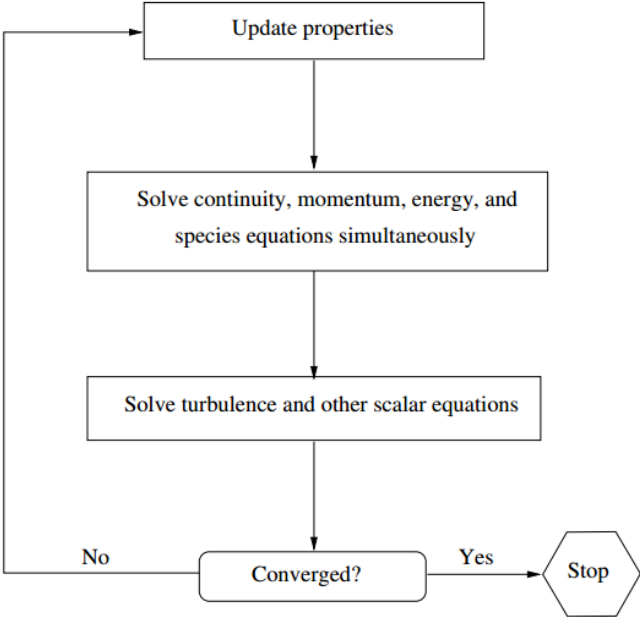 Update properties
Solve continuity, momentum, energy, and
species equations simultaneously
Solve turbulence and other scalar equations
No
Converged?
Yes
Stop